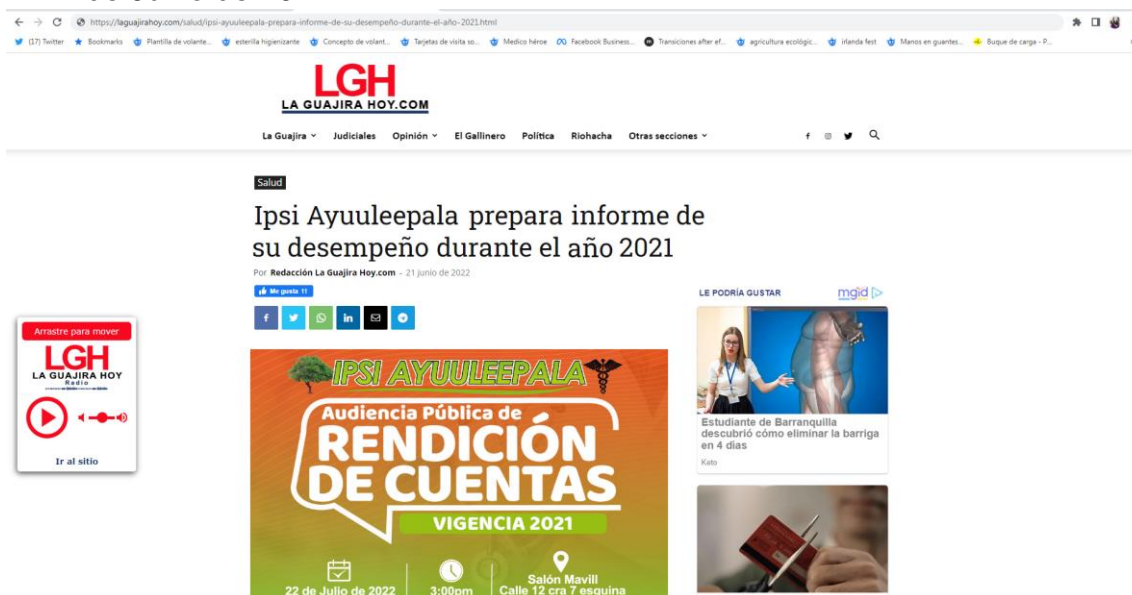 https://laguajirahoy.com/salud/ipsi-ayuuleepala-prepara-informe-de-su-desempeño-durante-el-año-2021.html
(17) Twitter
Bookmarks
Plantilla de volante...
esterilla higienizante
Concepto de volant...
Tarjetas de visita so...
Medico héroe
Facebook Business...
Transiciones after ef...
agricultura ecológic...
irlanda fest
Manos en guantes...
Buque de carga - P...
LGH
LA GUAJIRA HOY.COM
La Guajira
Judiciales
Opinión
El Gallinero
Política
Riohacha
Otras secciones
Salud
Ipsi Ayuuleepala prepara informe de
su desempeño durante el año 2021
Por Redacción La Guajira Hoy.com - 21 junio de 2022
Me gusta 11
Arrastre para mover
LGH
LA GUAJIRA HOY
Radio
Ir al sitio
IPSI AYUULEEPALA
Audiencia Pública de
RENDICIÓN
DE CUENTAS
VIGENCIA 2021
22 de Julio de 2022
3:00pm
Salón Mavill
Calle 12 cra 7 esquina
LE PODRÍA GUSTAR
mgid
Estudiante de Barranquilla
descubrió cómo eliminar la barriga
en 4 dias
Keto